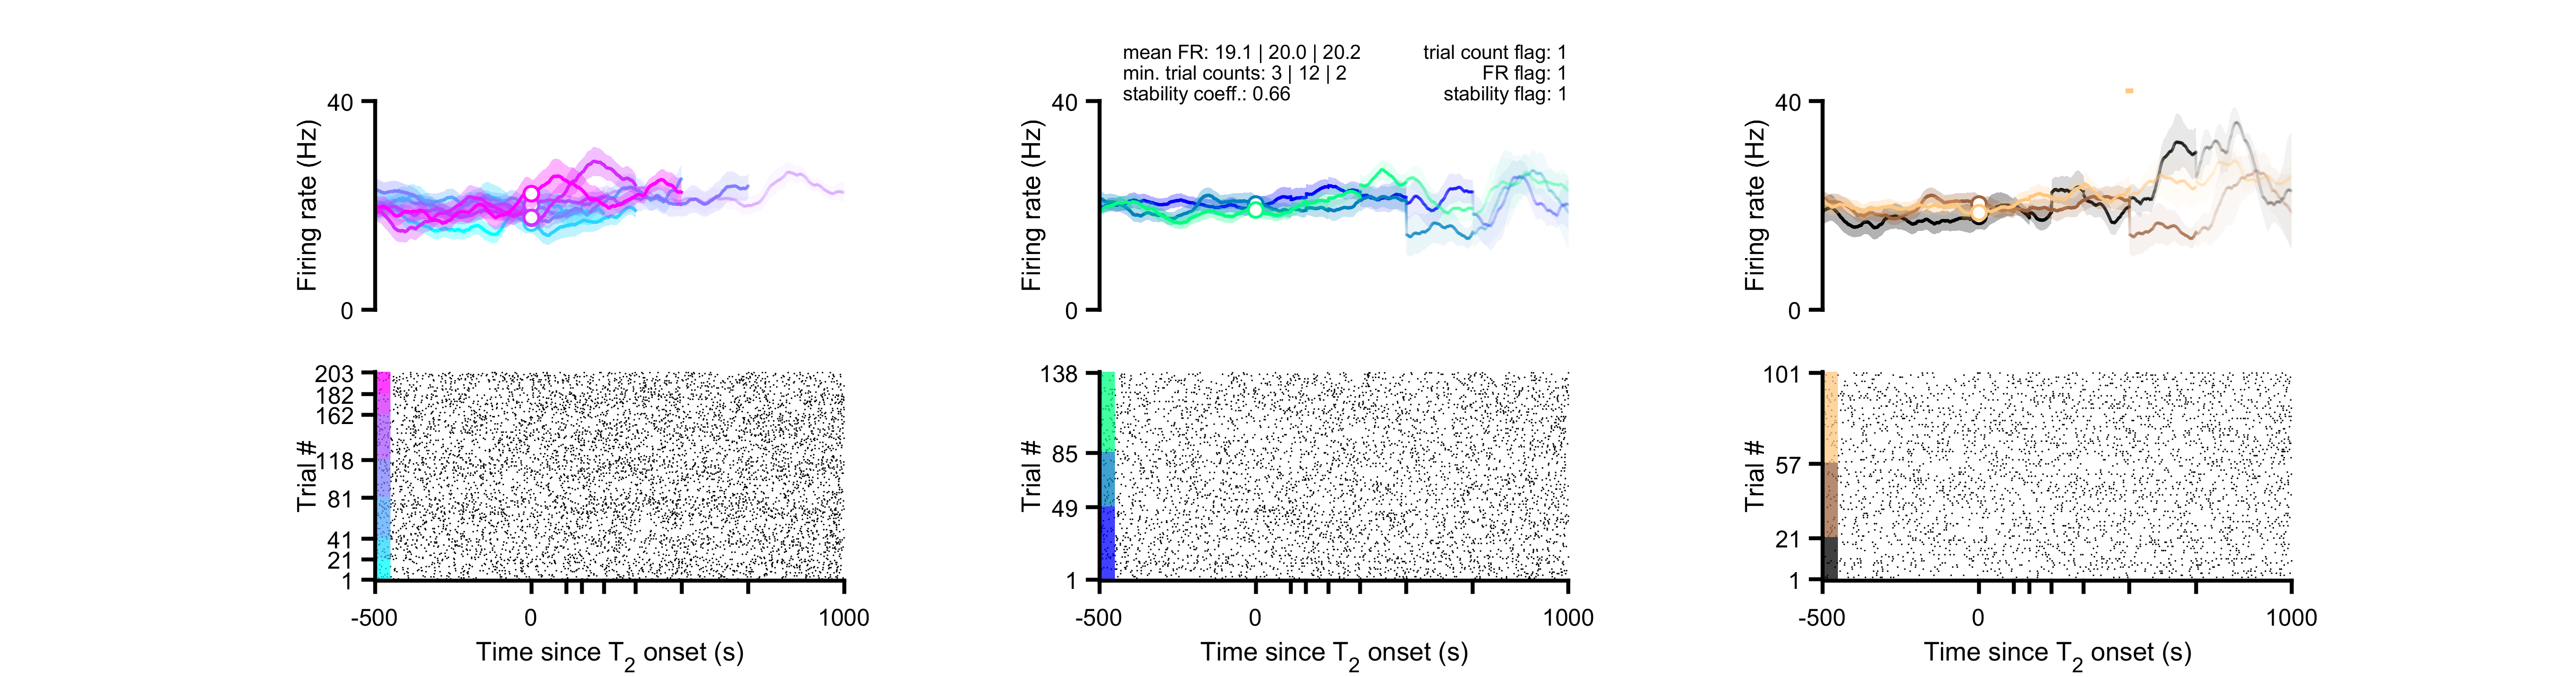 mean FR: 19.1 | 20.0 | 20.2
min. trial counts: 3 | 12 | 2
stability coeff.: 0.66
trial count flag: 1
FR flag: 1
stability flag: 1
40
Firing rate (Hz)
0
40
Firing rate (Hz)
0
40
Firing rate (Hz)
0
203
182
162
118
81
41
21
1
Trial #
-500
0
1000
Time since T2 onset (s)
138
85
49
1
Trial #
-500
0
1000
Time since T2 onset (s)
101
57
21
1
Trial #
-500
0
1000
Time since T2 onset (s)